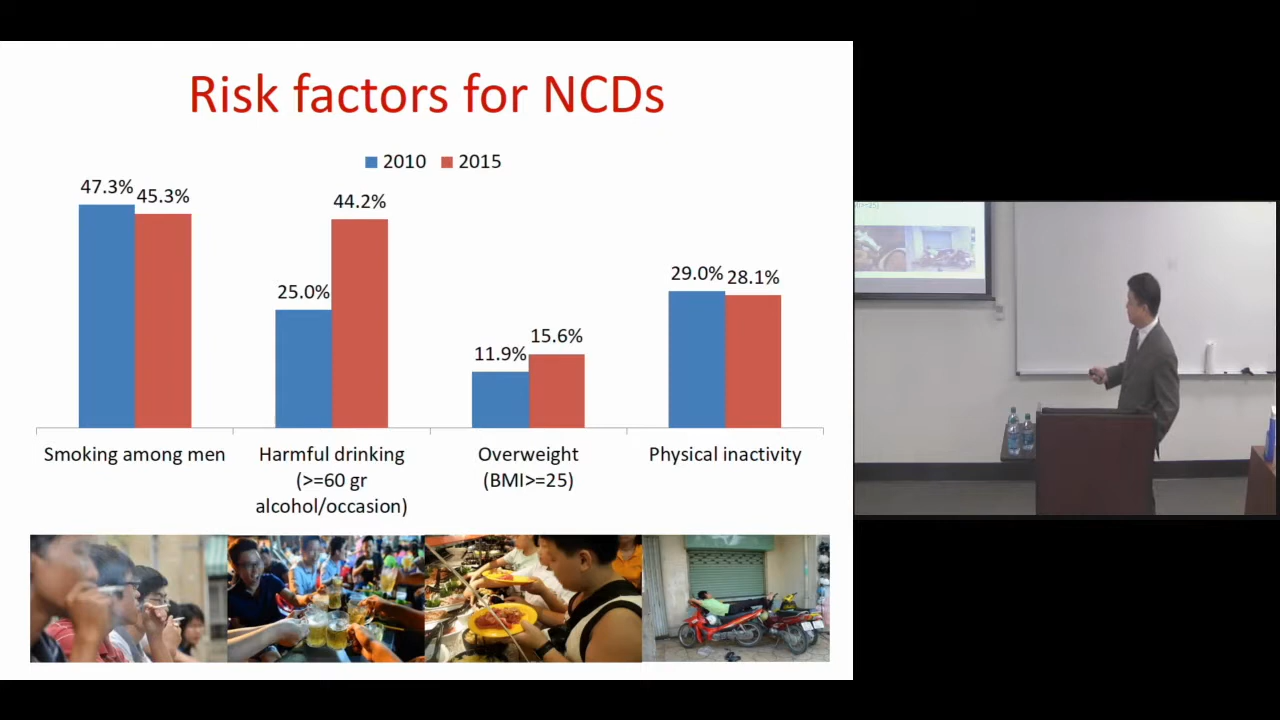 Risk factors for NCDs
2010 2015
47.3% 45.3%
25.0% 44.2%
11.9% 15.6%
29.0% 28.1%
Smoking among men
Harmful drinking
(>=60 gr
alcohol/occasion)
Overweight
(BMI>=25)
Physical inactivity